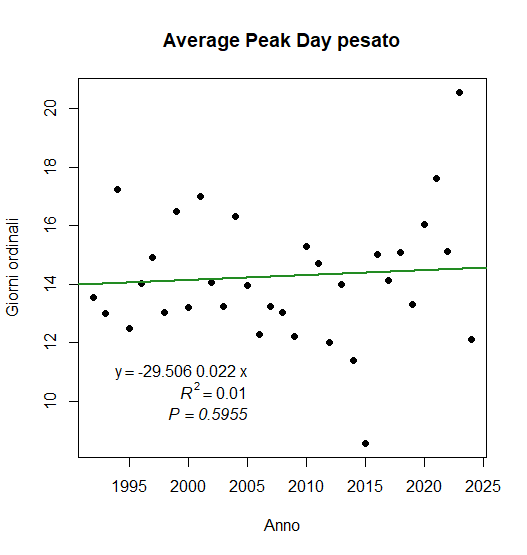 Average Peak Day pesato
Giorni ordinali
20
18
16
14
12
10
y = -29.506 0.022 x
R² = 0.01
P = 0.5955
1995 2000 2005 2010 2015 2020 2025
Anno